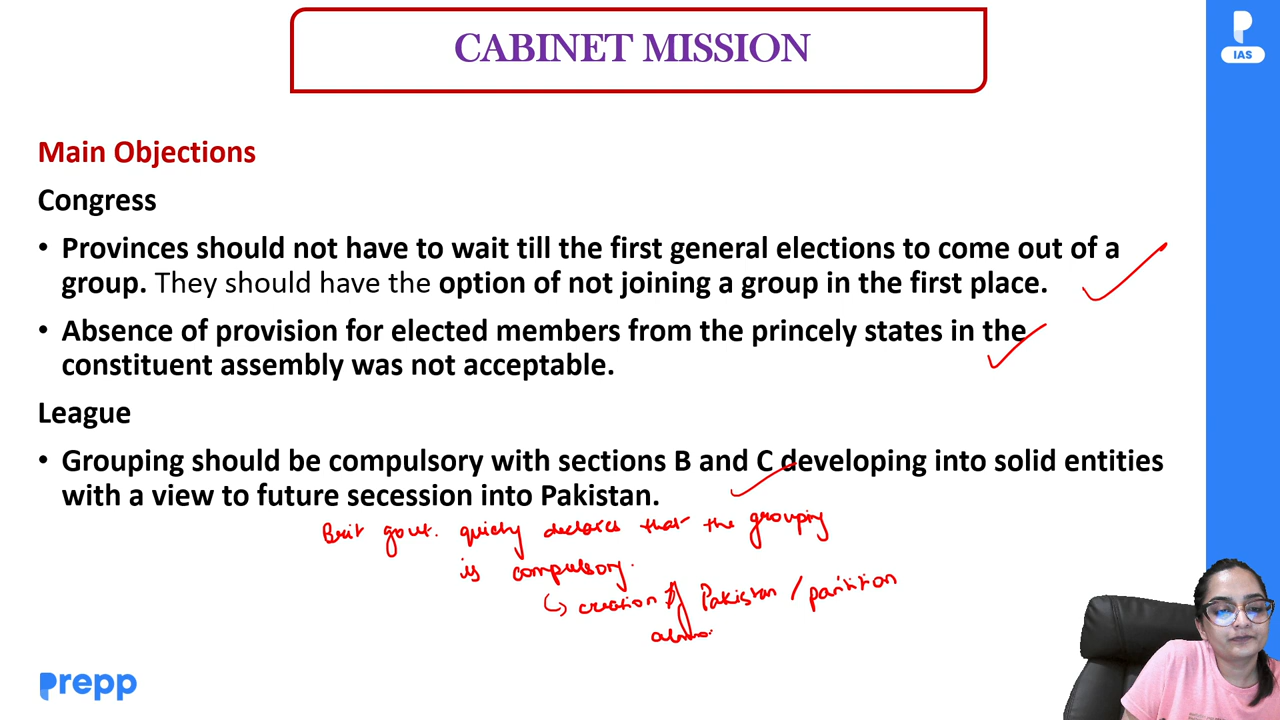 CABINET MISSION
IAS
Main Objections
Congress
• Provinces should not have to wait till the first general elections to come out of a
group. They should have the option of not joining a group in the first place.
• Absence of provision for elected members from the princely states in the
constituent assembly was not acceptable.
League
• Grouping should be compulsory with sections B and C developing into solid entities
with a view to future secession into Pakistan.
Brit govt. quickly declares that the grouping
is compulsory.
↳ creation of Pakistan / partition
prepp